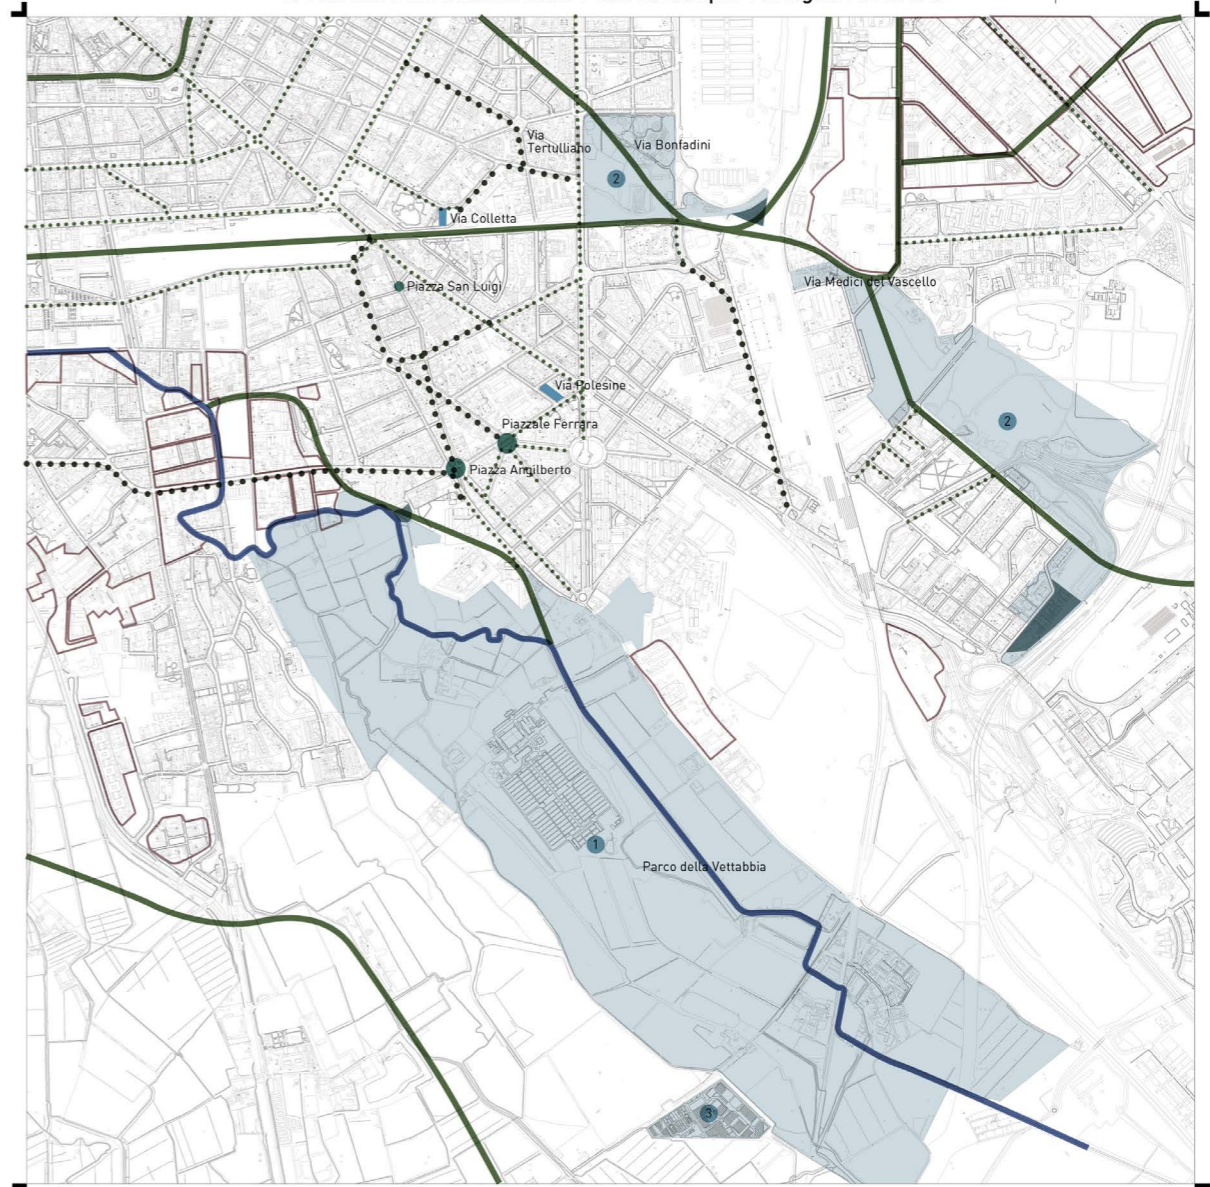 Via
Tertulliano
Via Bonfadini
2
Via Colletta
Via Medici del Vascello
Piazza San Luigi
Via Polesine
Piazzale Ferrara
2
Piazza Angilberto
1
Parco della Vettabbia
3